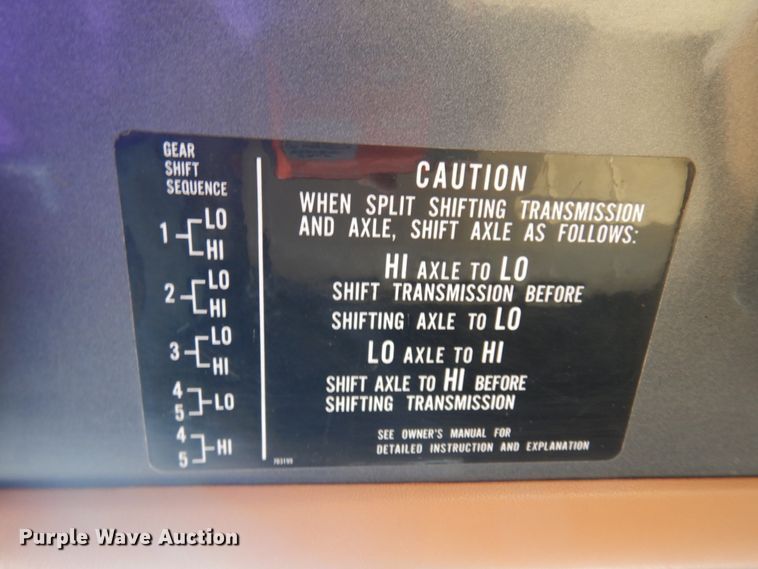 GEAR
SHIFT
SEQUENCE
1 LO
HI
2 LO
HI
3 LO
HI
4
5 LO
4
5 HI
CAUTION
WHEN SPLIT SHIFTING TRANSMISSION
AND AXLE, SHIFT AXLE AS FOLLOWS:
HI AXLE TO LO
SHIFT TRANSMISSION BEFORE
SHIFTING AXLE TO LO
LO AXLE TO HI
SHIFT AXLE TO HI BEFORE
SHIFTING TRANSMISSION
SEE OWNER'S MANUAL FOR
DETAILED INSTRUCTION AND EXPLANATION
Purple Wave Auction